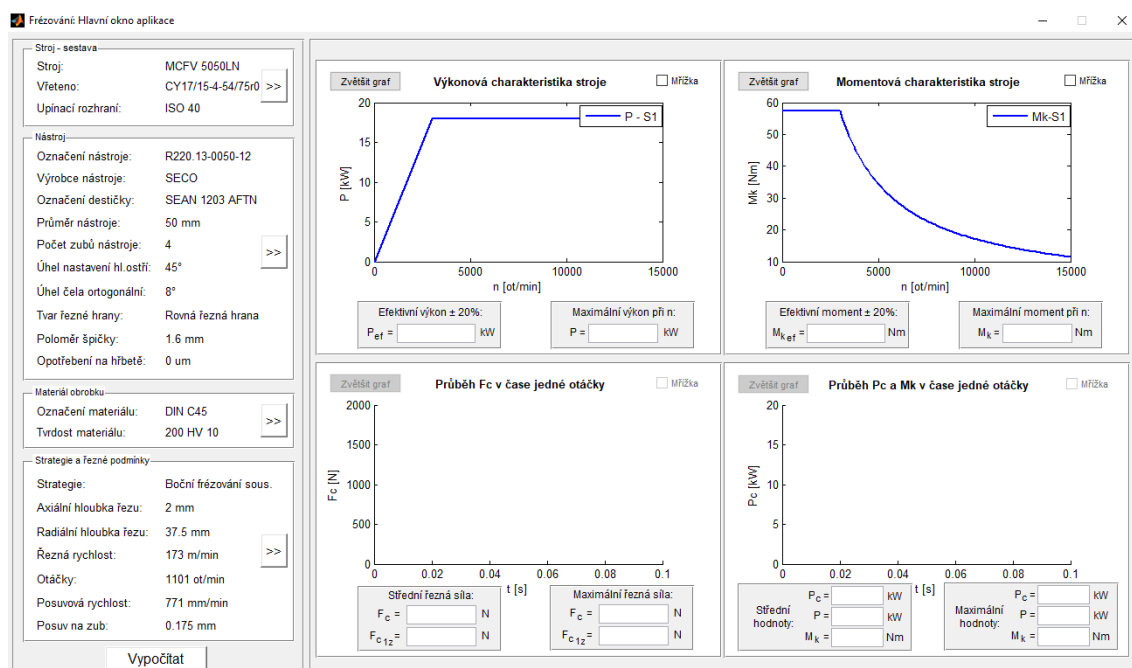 Frézování: Hlavní okno aplikace
Stroj - sestava
Stroj: MCFV 5050LN
Vřeteno: CY17/15-4-54/75r0 >>
Upínací rozhraní: ISO 40
Nástroj
Označení nástroje: R220.13-0050-12
Výrobce nástroje: SECO
Označení destičky: SEAN 1203 AFTN
Průměr nástroje: 50 mm
Počet zubů nástroje: 4
>>
Úhel nastavení hl.ostří: 45°
Úhel čela ortogonální: 8°
Tvar řezné hrany: Rovná řezná hrana
Poloměr špičky: 1.6 mm
Opotřebení na hřbetě: 0 um
Materiál obrobku
Označení materiálu: DIN C45
>>
Tvrdost materiálu: 200 HV 10
Strategie a řezné podmínky
Strategie: Boční frézování sous.
Axiální hloubka řezu: 2 mm
Radiální hloubka řezu: 37.5 mm
Řezná rychlost: 173 m/min >>
Otáčky: 1101 ot/min
Posuvová rychlost: 771 mm/min
Posuv na zub: 0.175 mm
Vypočítat
Zvětšit graf Výkonová charakteristika stroje Mřížka
20
P - S1
15
10
5
0
P [kW]
0 5000 10000 15000
n [ot/min]
Efektivní výkon ± 20%:
Pef = kW
Maximální výkon při n:
P = kW
Zvětšit graf Momentová charakteristika stroje Mřížka
60
Mk-S1
50
40
30
20
10
Mk [Nm]
0 5000 10000 15000
n [ot/min]
Efektivní moment ± 20%:
Mk ef = Nm
Maximální moment při n:
Mk = Nm
Zvětšit graf Průběh Fc v čase jedné otáčky Mřížka
2000
1500
1000
500
0
Fc [N]
0 0.02 0.04 0.06 0.08 0.1
t [s]
Střední řezná síla:
Fc = N
Fc 1z = N
Maximální řezná síla:
Fc = N
Fc 1z = N
Zvětšit graf Průběh Pc a Mk v čase jedné otáčky Mřížka
20
15
10
5
0
Pc [kW]
0 0.02 0.04 0.06 0.08 0.1
t [s]
Střední hodnoty:
Pc = kW
P = kW
Mk = Nm
Maximální hodnoty:
Pc = kW
P = kW
Mk = Nm